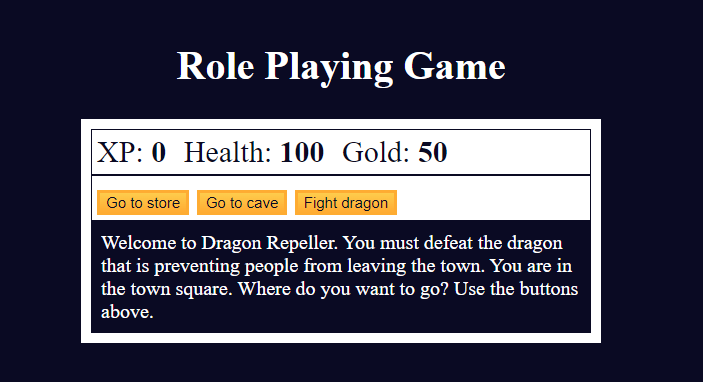 Role Playing Game
XP: 0 Health: 100 Gold: 50
Go to store Go to cave Fight dragon
Welcome to Dragon Repeller. You must defeat the dragon
that is preventing people from leaving the town. You are in
the town square. Where do you want to go? Use the buttons
above.